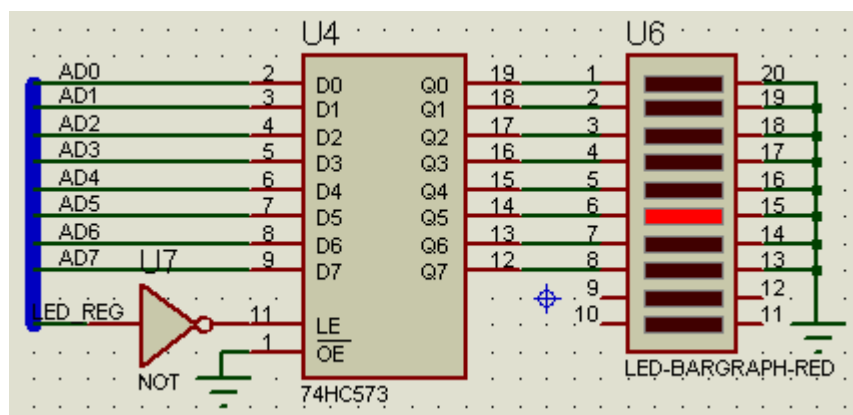 U4 U6
AD0 2 D0 Q0 19 1 20
AD1 3 D1 Q1 18 2 19
AD2 4 D2 Q2 17 3 18
AD3 5 D3 Q3 16 4 17
AD4 6 D4 Q4 15 5 16
AD5 7 D5 Q5 14 6 15
AD6 8 D6 Q6 13 7 14
AD7 U7 9 D7 Q7 12 8 13
9 12
LED_REG 11 LE 10 11
1 OE
NOT 74HC573 LED-BARGRAPH-RED